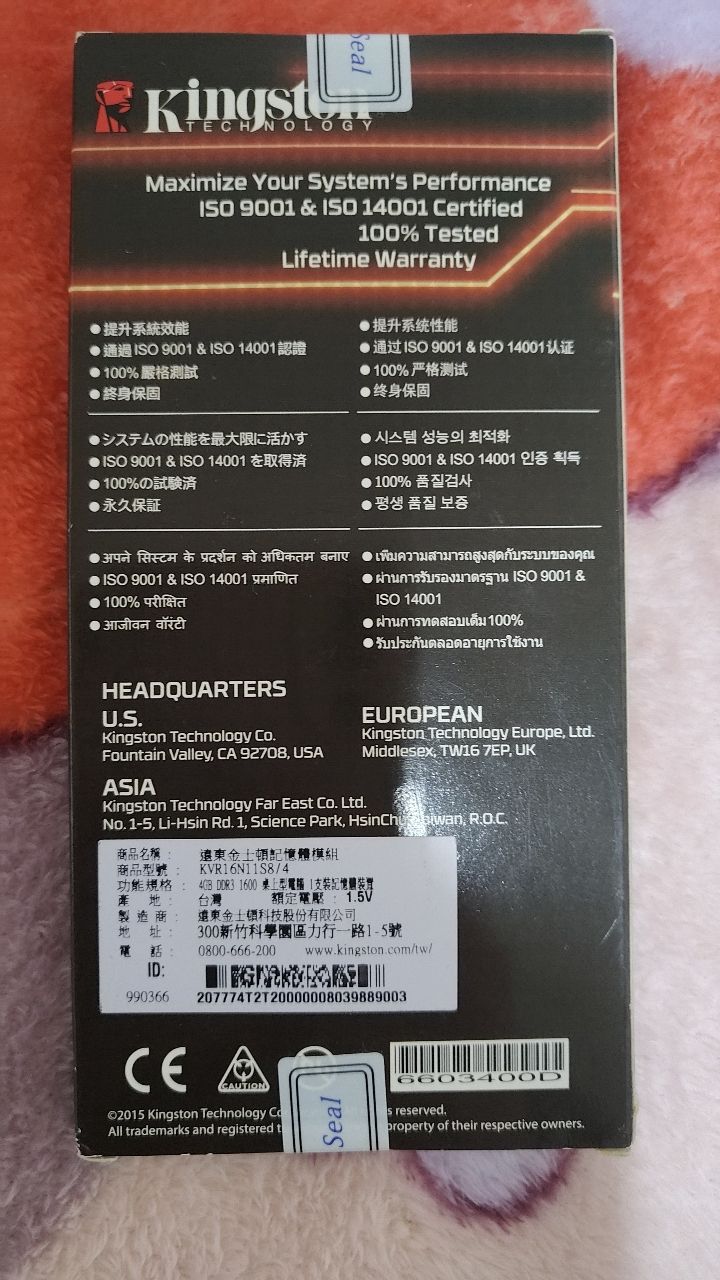 Seal
Kingston
TECHNOLOGY
Maximize Your System's Performance
ISO 9001 & ISO 14001 Certified
100% Tested
Lifetime Warranty
●提升系統效能
●通過 ISO 9001 & ISO 14001 認證
●100% 嚴格測試
●終身保固
●提升系统性能
●通过 ISO 9001 & ISO 14001 认证
●100% 严格测试
●终身保固
●システムの性能を最大限に活かす
●ISO 9001 & ISO 14001 を取得済
●100%の試験済
●永久保証
●시스템 성능의 최적화
●ISO 9001 & ISO 14001 인증 획득
●100% 품질검사
●평생 품질 보증
●अपने सिस्टम के प्रदर्शन को अधिकतम बनाए
●ISO 9001 & ISO 14001 प्रमाणित
●100% परीक्षित
●आजीवन वॉरंटी
●เพิ่มความสามารถสูงสุดกับระบบของคุณ
●ผ่านการรับรองมาตรฐาน ISO 9001 &
ISO 14001
●ผ่านการทดสอบเต็ม 100%
●รับประกันตลอดอายุการใช้งาน
HEADQUARTERS
U.S.
Kingston Technology Co.
Fountain Valley, CA 92708, USA
EUROPEAN
Kingston Technology Europe, Ltd.
Middlesex, TW16 7EP, UK
ASIA
Kingston Technology Far East Co. Ltd.
No. 1-5, Li-Hsin Rd. 1, Science Park, HsinChu, Taiwan, R.O.C.
商品名稱 : 遠東金士頓記憶體模組
商品型號 : KVR16N11S8/4
功能規格 : 4GB DDR3 1600 桌上型電腦 1支裝記憶體裝置
產 地 : 台灣 額定電壓 : 1.5V
製 造 商 : 遠東金士頓科技股份有限公司
地 址 : 300新竹科學園區力行一路1-5號
電 話 : 0800-666-200 www.kingston.com/tw/
ID:
990366 207774T2T20000008039889003
CE
CAUTION
6603400D
©2015 Kingston Technology reserved.
All trademarks and registered property of their respective owners.
Seal